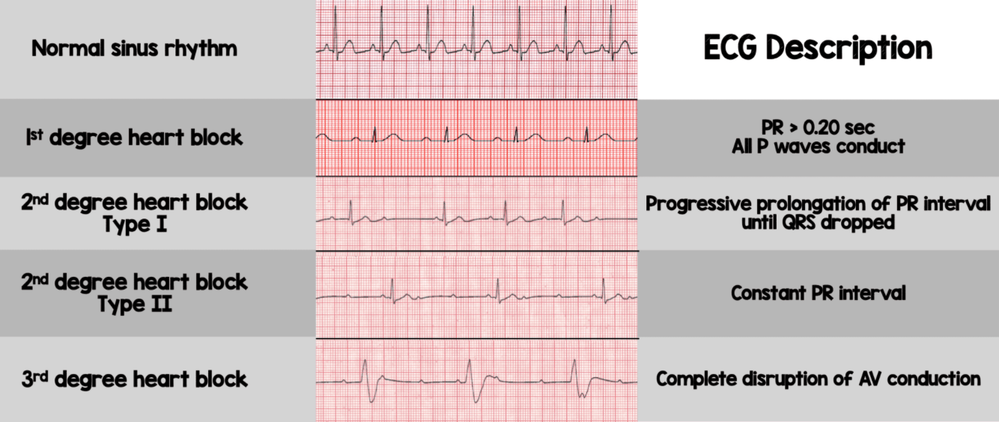 Normal sinus rhythm
ECG Description
1st degree heart block
PR > 0.20 sec
All P waves conduct
2nd degree heart block
Type I
Progressive prolongation of PR interval
until QRS dropped
2nd degree heart block
Type II
Constant PR interval
3rd degree heart block
Complete disruption of AV conduction